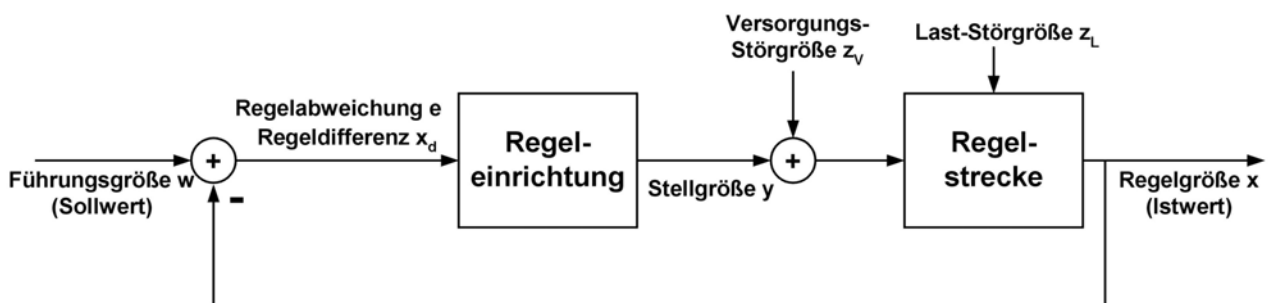 Versorgungs-
Störgröße z_V
Last-Störgröße z_L
Regelabweichung e
Regeldifferenz x_d
Regel-
einrichtung
Regel-
strecke
+
+
Führungsgröße w
(Sollwert)
-
Stellgröße y
Regelgröße x
(Istwert)